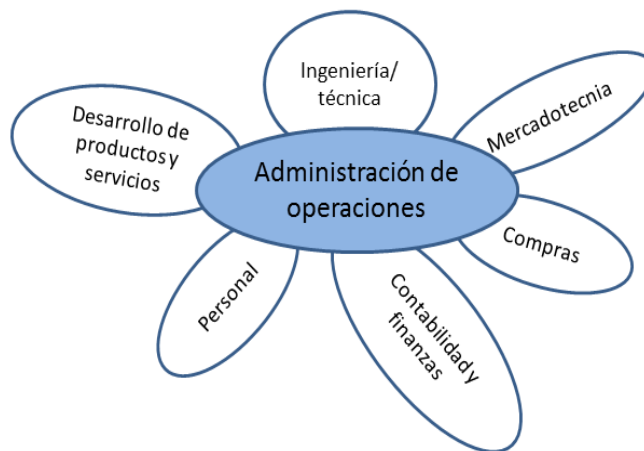 Ingeniería/
técnica
Mercadotecnia
Desarrollo de
productos y
servicios
Administración de
operaciones
Compras
Personal
Contabilidad y
finanzas